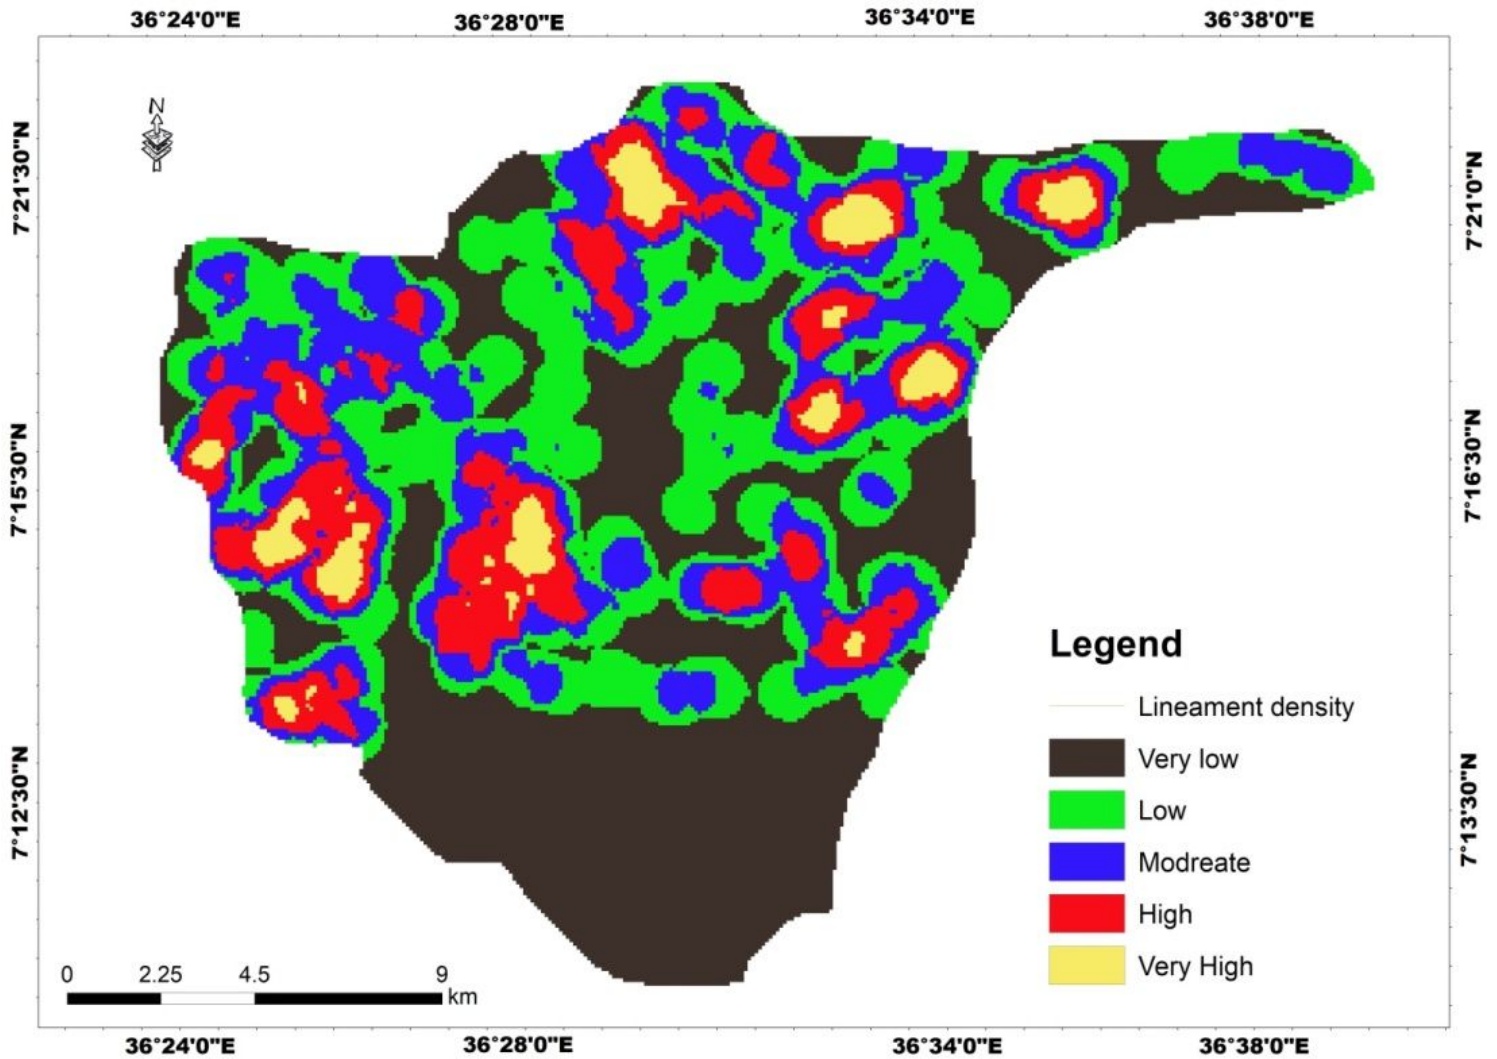 36°24'0"E 36°28'0"E 36°34'0"E 36°38'0"E
N
7°21'30"N
7°21'0"N
7°15'30"N
7°16'30"N
7°12'30"N
7°13'30"N
Legend
Lineament density
Very low
Low
Modreate
High
Very High
0 2.25 4.5 9
km
36°24'0"E 36°28'0"E 36°34'0"E 36°38'0"E